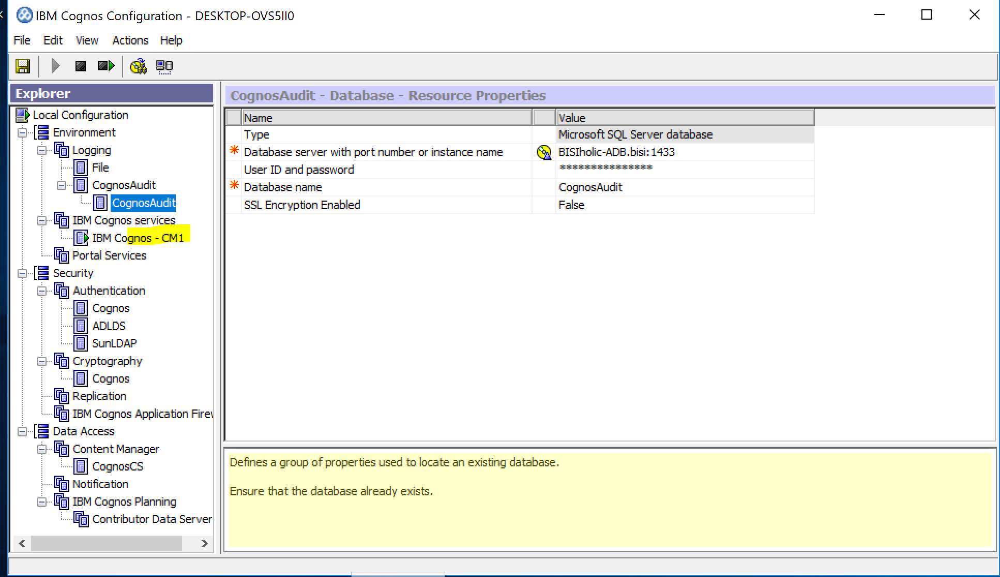 IBM Cognos Configuration - DESKTOP-OVS5II0
File Edit View Actions Help
Explorer
Local Configuration
Environment
Logging
File
CognosAudit
CognosAudit
IBM Cognos services
IBM Cognos - CM1
Portal Services
Security
Authentication
Cognos
ADLDS
SunLDAP
Cryptography
Cognos
Replication
IBM Cognos Application Firew
Data Access
Content Manager
CognosCS
Notification
IBM Cognos Planning
Contributor Data Server
CognosAudit - Database - Resource Properties
Name Value
Type Microsoft SQL Server database
* Database server with port number or instance name BISIholic-ADB.bisi:1433
User ID and password ***************
* Database name CognosAudit
SSL Encryption Enabled False
Defines a group of properties used to locate an existing database.
Ensure that the database already exists.